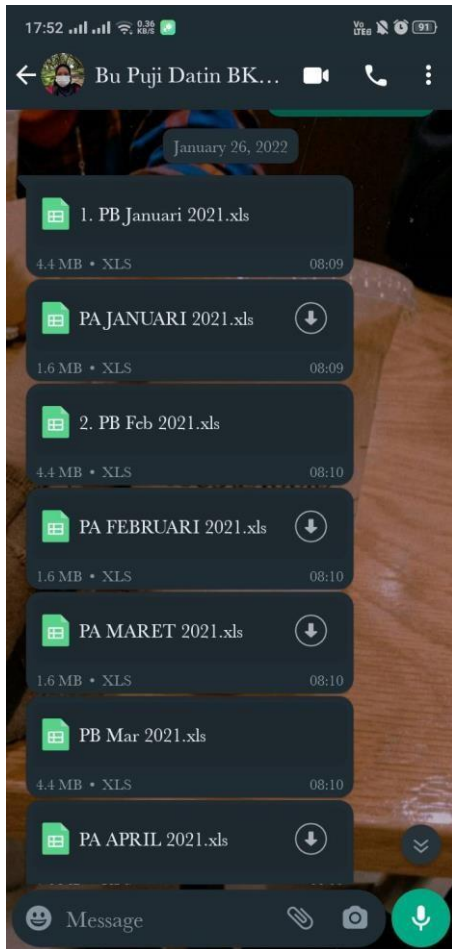 17:52 0.36 KB/S Vo LTE 91
Bu Puji Datin BK...
January 26, 2022
1. PB Januari 2021.xls
4.4 MB • XLS 08:09
PA JANUARI 2021.xls
1.6 MB • XLS 08:09
2. PB Feb 2021.xls
4.4 MB • XLS 08:10
PA FEBRUARI 2021.xls
1.6 MB • XLS 08:10
PA MARET 2021.xls
1.6 MB • XLS 08:10
PB Mar 2021.xls
4.4 MB • XLS 08:10
PA APRIL 2021.xls
Message